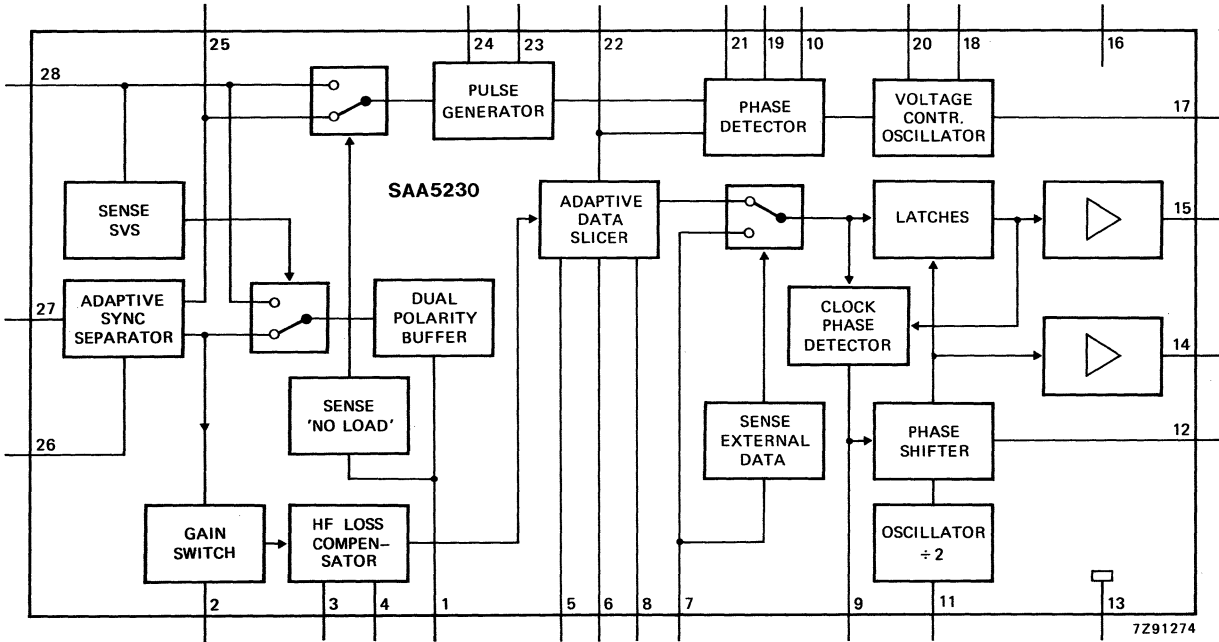 25
24
23
22
21
19
10
20
18
16
28
PULSE
GENERATOR
PHASE
DETECTOR
VOLTAGE
CONTR.
OSCILLATOR
17
SAA5230
SENSE
SVS
ADAPTIVE
DATA
SLICER
LATCHES
15
27
ADAPTIVE
SYNC
SEPARATOR
DUAL
POLARITY
BUFFER
CLOCK
PHASE
DETECTOR
14
SENSE
'NO LOAD'
SENSE
EXTERNAL
DATA
PHASE
SHIFTER
12
26
GAIN
SWITCH
HF LOSS
COMPEN–
SATOR
OSCILLATOR
÷2
2
3
4
1
5
6
8
7
9
11
13
7Z91274